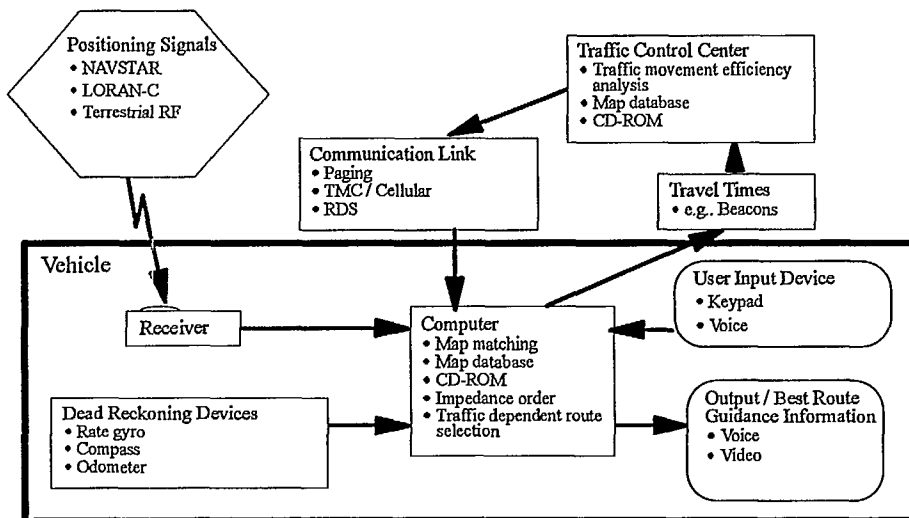 Positioning Signals
• NAVSTAR
• LORAN-C
• Terrestrial RF
Traffic Control Center
• Traffic movement efficiency
analysis
• Map database
• CD-ROM
Communication Link
• Paging
• TMC / Cellular
• RDS
Travel Times
• e.g.. Beacons
Vehicle
Receiver
Computer
• Map matching
• Map database
• CD-ROM
• Impedance order
• Traffic dependent route
selection
User Input Device
• Keypad
• Voice
Dead Reckoning Devices
• Rate gyro
• Compass
• Odometer
Output / Best Route
Guidance Information
• Voice
• Video